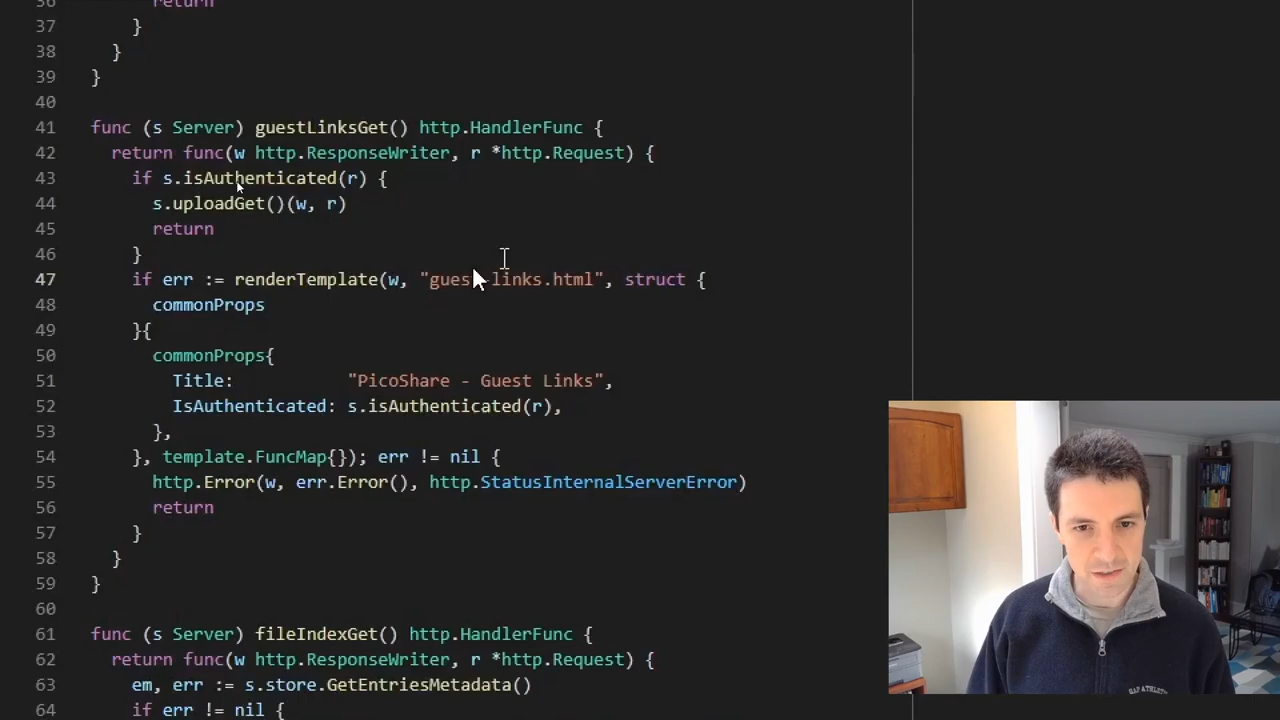 36 return
37 }
38 }
39 }
40
41 func (s Server) guestLinksGet() http.HandlerFunc {
42 return func(w http.ResponseWriter, r *http.Request) {
43 if s.isAuthenticated(r) {
44 s.uploadGet()(w, r)
45 return
46 }
47 if err := renderTemplate(w, "guest-links.html", struct {
48 commonProps
49 }{
50 commonProps{
51 Title: "PicoShare - Guest Links",
52 IsAuthenticated: s.isAuthenticated(r),
53 },
54 }, template.FuncMap{}); err != nil {
55 http.Error(w, err.Error(), http.StatusInternalServerError)
56 return
57 }
58 }
59 }
60
61 func (s Server) fileIndexGet() http.HandlerFunc {
62 return func(w http.ResponseWriter, r *http.Request) {
63 em, err := s.store.GetEntriesMetadata()
64 if err != nil {
GAP ATHLETIC